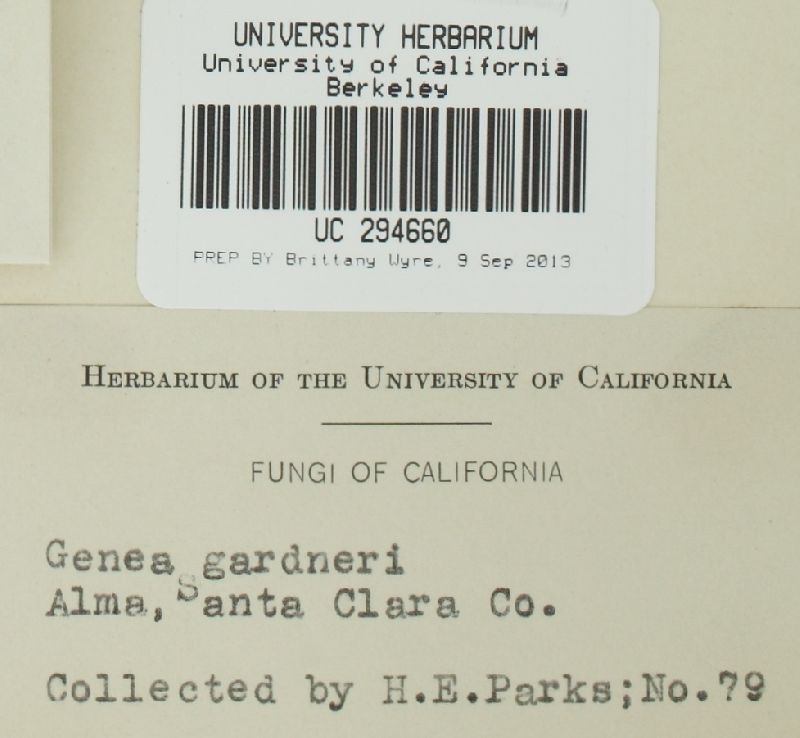 UNIVERSITY HERBARIUM
University of California
Berkeley
UC 294660
PREP BY Brittany Wyre, 9 Sep 2013
HERBARIUM OF THE UNIVERSITY OF CALIFORNIA
FUNGI OF CALIFORNIA
Genea gardneri
Alma, Santa Clara Co.
Collected by H.E.Parks;No.79